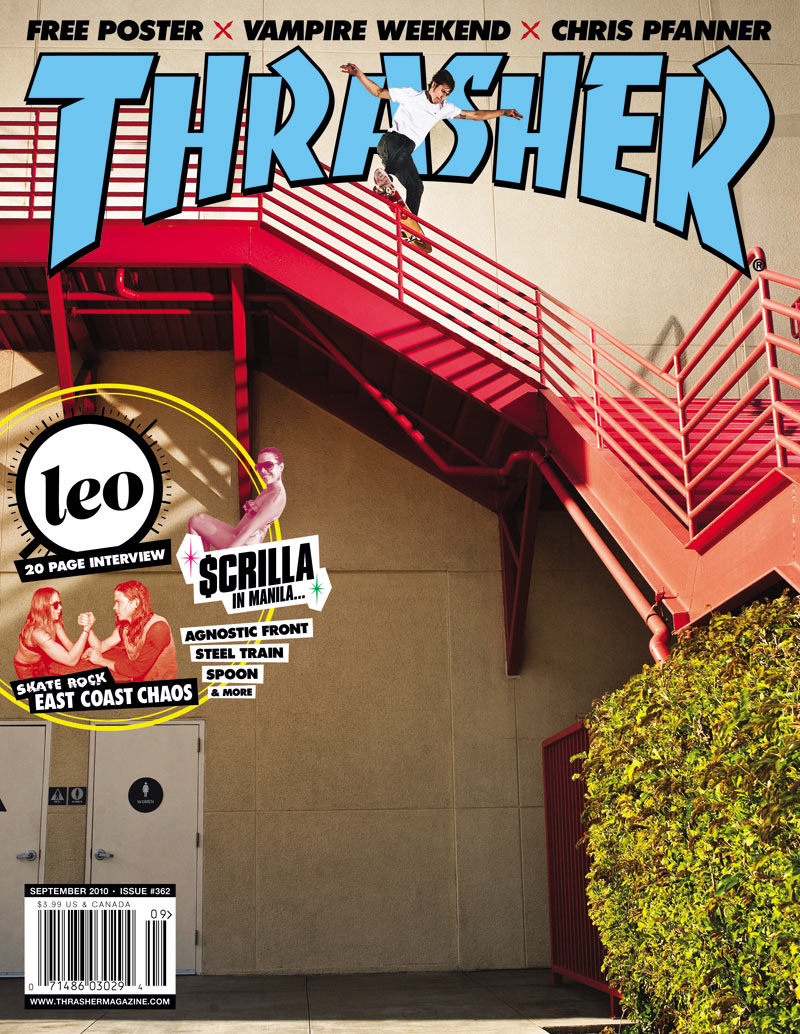 FREE POSTER × VAMPIRE WEEKEND × CHRIS PFANNER
THRASHER®
leo
20 PAGE INTERVIEW
$CRILLA
IN MANILA...
AGNOSTIC FRONT
STEEL TRAIN
SPOON
& MORE
SKATE ROCK
EAST COAST CHAOS
WOMEN
SEPTEMBER 2010 · ISSUE #362
$3.99 US & CANADA
09>
0 71486 03029 4
WWW.THRASHERMAGAZINE.COM